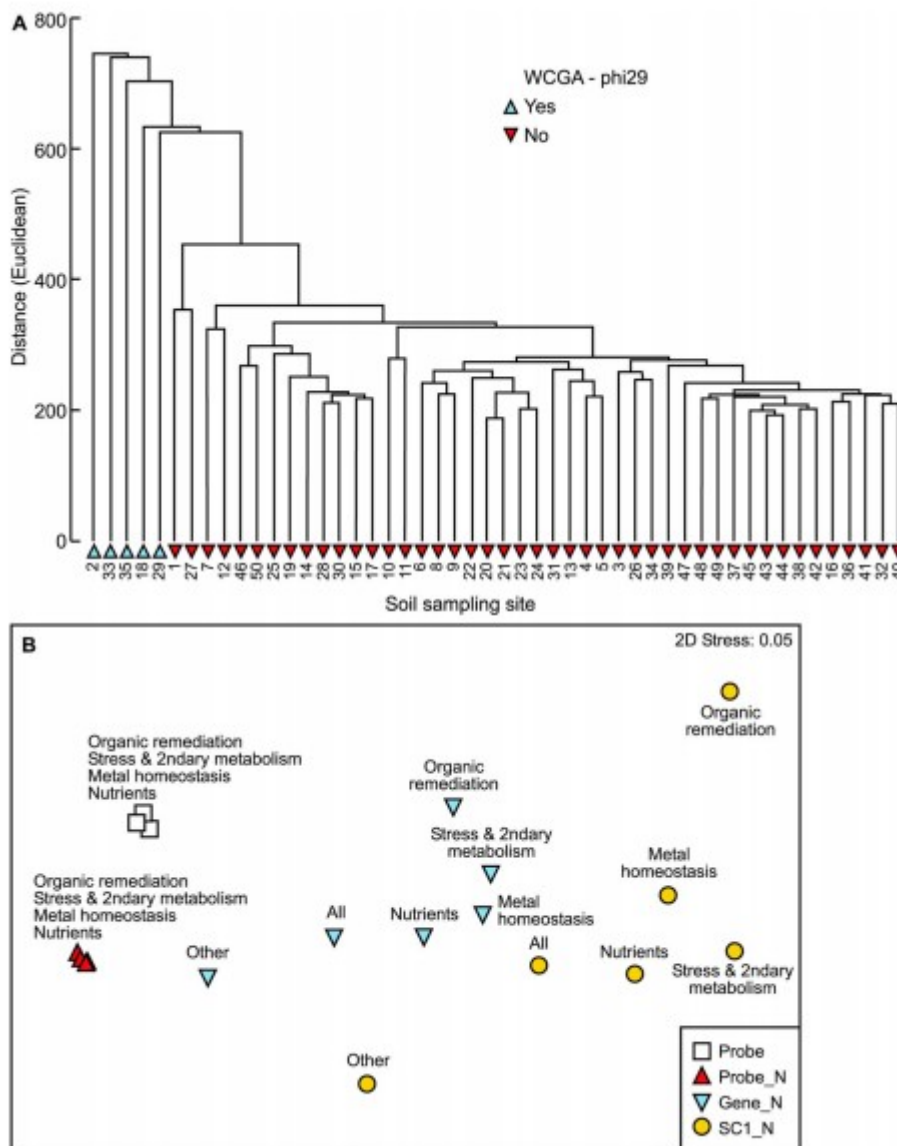 A
800
600
400
200
0
Distance (Euclidean)
WCGA - phi29
Yes
No
2 33 35 18 29 1 27 7 12 46 50 25 19 14 28 30 15 17 10 11 6 8 9 22 20 21 23 24 31 13 4 5 3 26 34 39 47 48 49 37 45 43 44 38 42 16 36 41 32
Soil sampling site
B
2D Stress: 0.05
Organic
remediation
Organic remediation
Stress & 2ndary metabolism
Metal homeostasis
Nutrients
Organic
remediation
Stress & 2ndary
metabolism
Metal
homeostasis
Organic remediation
Stress & 2ndary metabolism
Metal homeostasis
Nutrients
Other
All
Nutrients
Metal
homeostasis
All
Nutrients
Stress & 2ndary
metabolism
Other
Probe
Probe_N
Gene_N
SC1_N